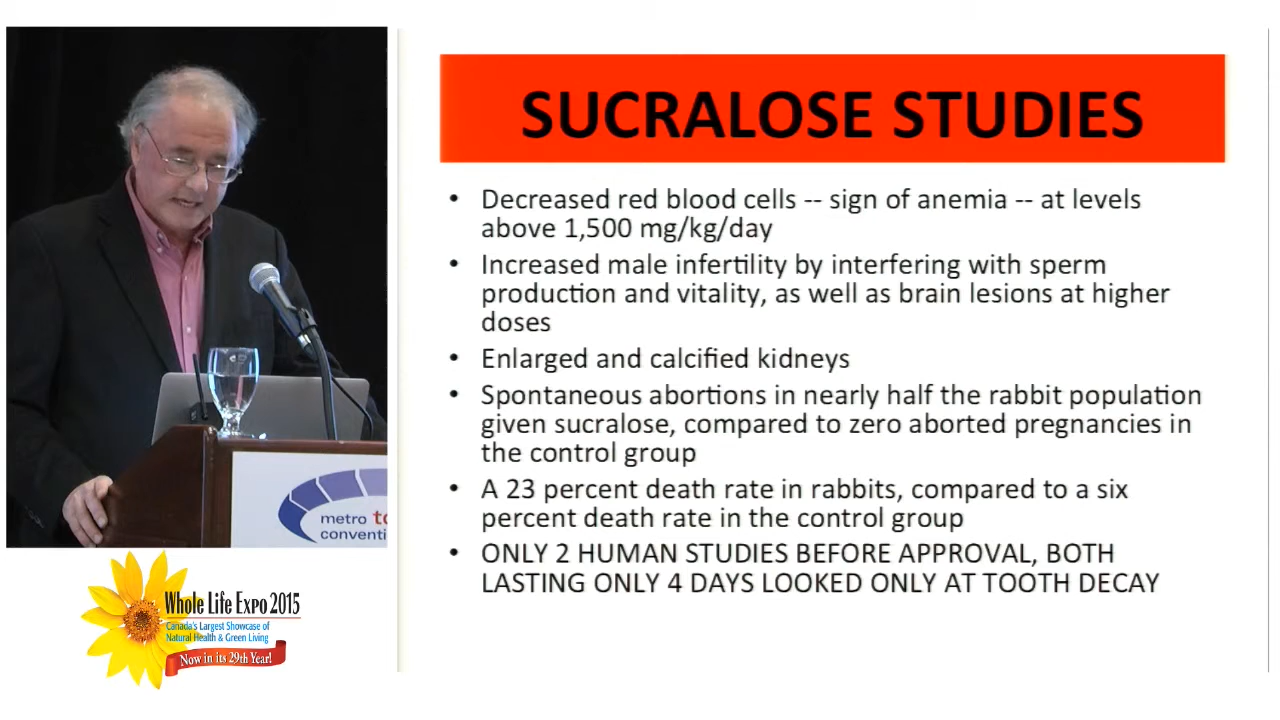 SUCRALOSE STUDIES
• Decreased red blood cells -- sign of anemia -- at levels
above 1,500 mg/kg/day
• Increased male infertility by interfering with sperm
production and vitality, as well as brain lesions at higher
doses
• Enlarged and calcified kidneys
• Spontaneous abortions in nearly half the rabbit population
given sucralose, compared to zero aborted pregnancies in
the control group
• A 23 percent death rate in rabbits, compared to a six
percent death rate in the control group
• ONLY 2 HUMAN STUDIES BEFORE APPROVAL, BOTH
LASTING ONLY 4 DAYS LOOKED ONLY AT TOOTH DECAY
metro to
conventi
Whole Life Expo 2015
Canada's Largest Showcase of
Natural Health & Green Living
Now in its 29th Year!